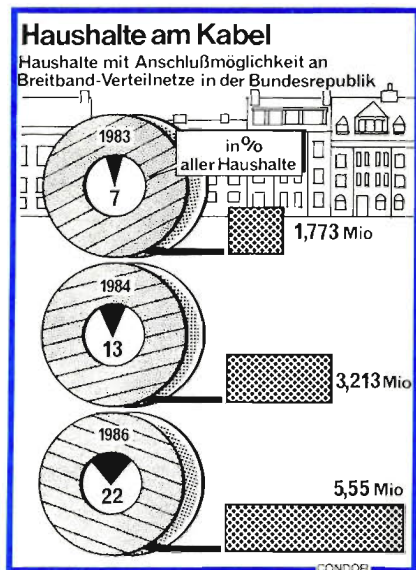 Haushalte am Kabel
Haushalte mit Anschlußmöglichkeit an
Breitband-Verteilnetze in der Bundesrepublik
1983
7
in %
aller Haushalte
1,773 Mio
1984
13
3,213 Mio
1986
22
5,55 Mio
CONDOR